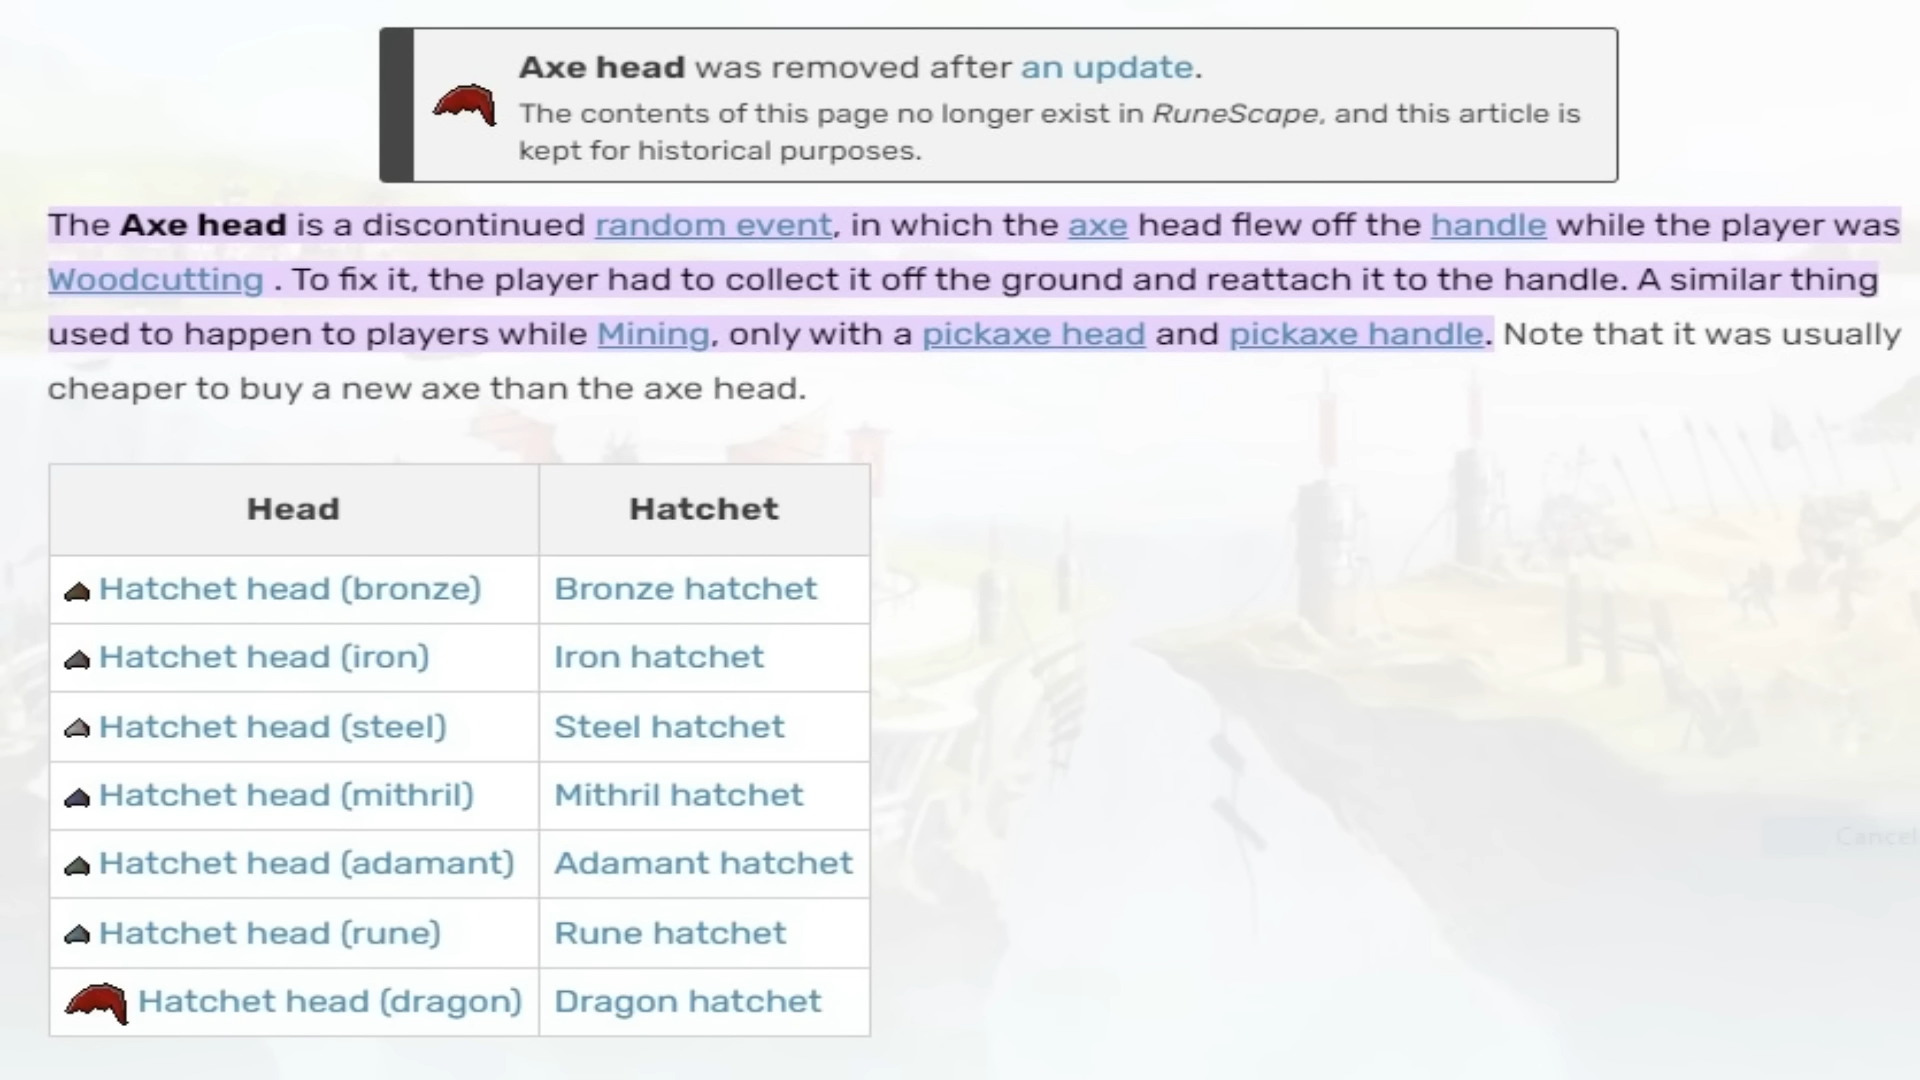 Axe head was removed after an update.
The contents of this page no longer exist in RuneScape, and this article is
kept for historical purposes.
The Axe head is a discontinued random event, in which the axe head flew off the handle while the player was
Woodcutting . To fix it, the player had to collect it off the ground and reattach it to the handle. A similar thing
used to happen to players while Mining, only with a pickaxe head and pickaxe handle. Note that it was usually
cheaper to buy a new axe than the axe head.
Head Hatchet
Hatchet head (bronze) Bronze hatchet
Hatchet head (iron) Iron hatchet
Hatchet head (steel) Steel hatchet
Hatchet head (mithril) Mithril hatchet
Hatchet head (adamant) Adamant hatchet
Cancel
Hatchet head (rune) Rune hatchet
Hatchet head (dragon) Dragon hatchet